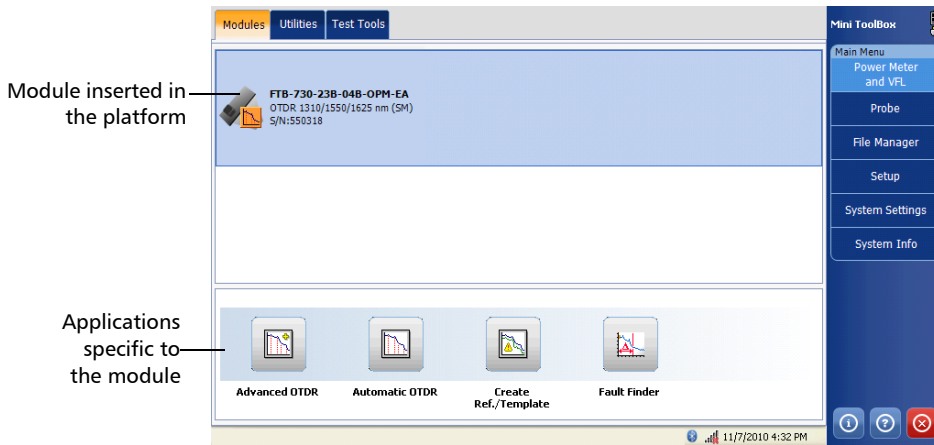 Modules Utilities Test Tools
Module inserted in
the platform
FTB-730-23B-04B-OPM-EA
OTDR 1310/1550/1625 nm (SM)
S/N:550318
Applications
specific to
the module
Advanced OTDR
Automatic OTDR
Create
Ref./Template
Fault Finder
11/7/2010 4:32 PM
Mini ToolBox
Main Menu
Power Meter
and VFL
Probe
File Manager
Setup
System Settings
System Info